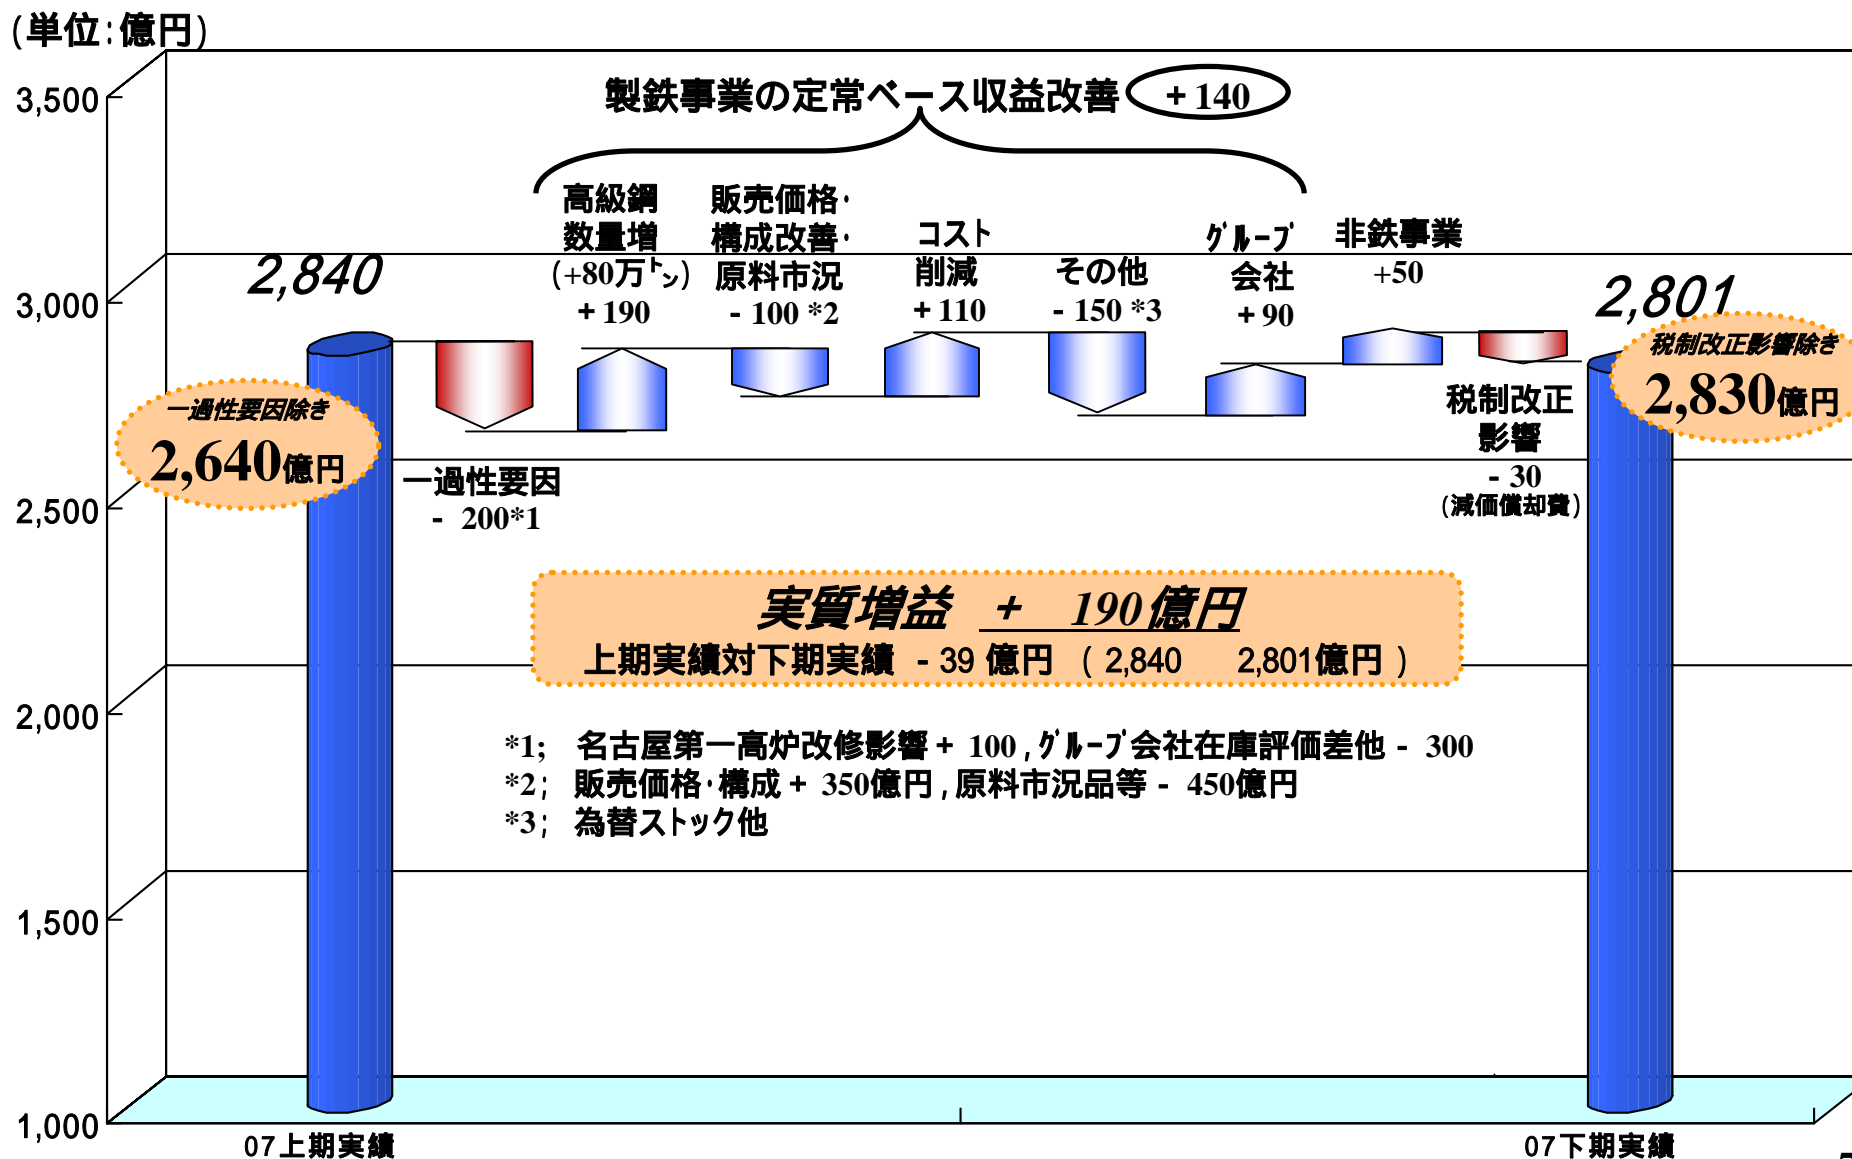 (単位:億円)
3,500
3,000
2,500
2,000
1,500
1,000
製鉄事業の定常ベース収益改善
+ 140
高級鋼
数量増
(+80万㌧)
+ 190
販売価格・
構成改善・
原料市況
- 100 *2
コスト
削減
+ 110
その他
- 150 *3
ｸﾞﾙｰﾌﾟ
会社
+ 90
非鉄事業
+50
2,840
2,801
一過性要因除き
2,640億円
税制改正影響除き
2,830億円
一過性要因
- 200*1
税制改正
影響
- 30
(減価償却費)
実質増益 + 190億円
上期実績対下期実績 - 39 億円 ( 2,840 2,801億円 )
*1; 名古屋第一高炉改修影響 + 100 , ｸﾞﾙｰﾌﾟ会社在庫評価差他 - 300
*2; 販売価格・構成 + 350億円 , 原料市況品等 - 450億円
*3; 為替ストック他
07上期実績
07下期実績